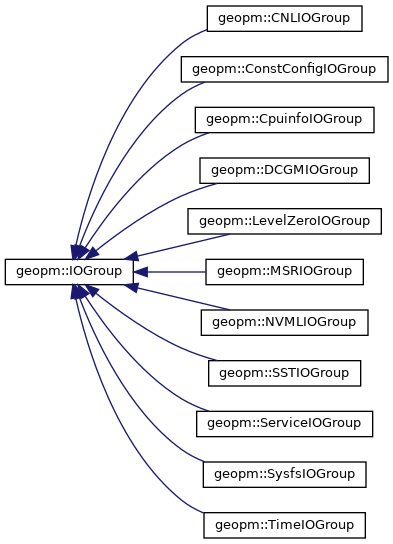 geopm::CNLIOGroup
geopm::ConstConfigIOGroup
geopm::CpuinfoIOGroup
geopm::DCGMIOGroup
geopm::LevelZeroIOGroup
geopm::IOGroup
geopm::MSRIOGroup
geopm::NVMLIOGroup
geopm::SSTIOGroup
geopm::ServiceIOGroup
geopm::SysfsIOGroup
geopm::TimeIOGroup